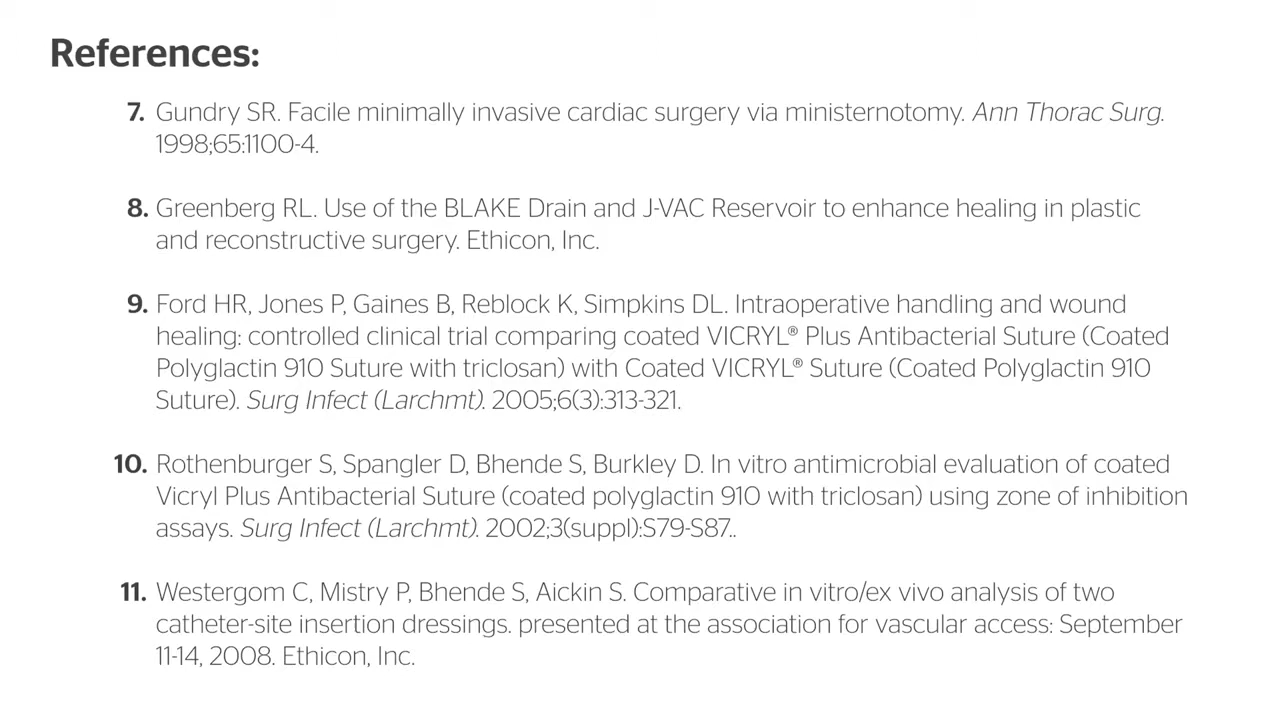 References:
7. Gundry SR. Facile minimally invasive cardiac surgery via ministernotomy. Ann Thorac Surg.
1998;65:1100-4.
8. Greenberg RL. Use of the BLAKE Drain and J-VAC Reservoir to enhance healing in plastic
and reconstructive surgery. Ethicon, Inc.
9. Ford HR, Jones P, Gaines B, Reblock K, Simpkins DL. Intraoperative handling and wound
healing: controlled clinical trial comparing coated VICRYL® Plus Antibacterial Suture (Coated
Polyglactin 910 Suture with triclosan) with Coated VICRYL® Suture (Coated Polyglactin 910
Suture). Surg Infect (Larchmt). 2005;6(3):313-321.
10. Rothenburger S, Spangler D, Bhende S, Burkley D. In vitro antimicrobial evaluation of coated
Vicryl Plus Antibacterial Suture (coated polyglactin 910 with triclosan) using zone of inhibition
assays. Surg Infect (Larchmt). 2002;3(suppl):S79-S87..
11. Westergom C, Mistry P, Bhende S, Aickin S. Comparative in vitro/ex vivo analysis of two
catheter-site insertion dressings. presented at the association for vascular access: September
11-14, 2008. Ethicon, Inc.